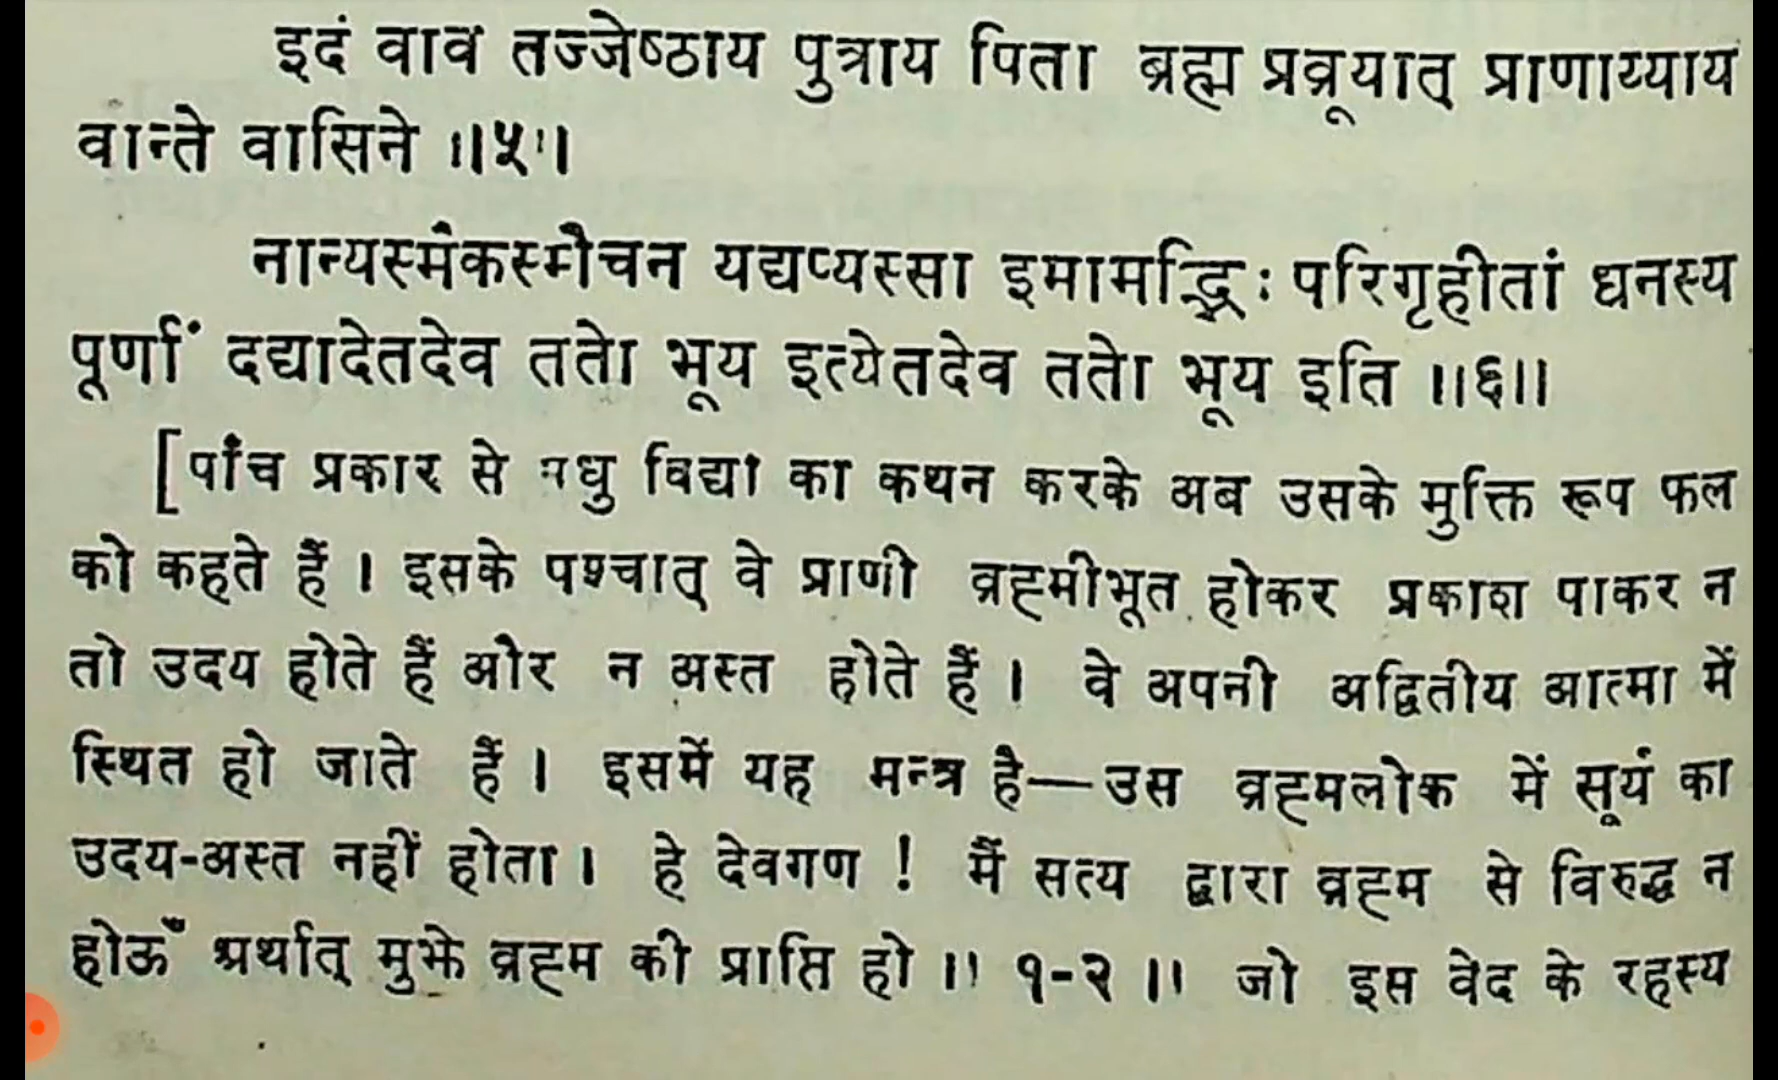 इदं वाव तज्जेष्ठाय पुत्राय पिता ब्रह्म प्रव्रूयात् प्राणाय्याय
वान्ते वासिने ॥५॥
नान्यस्मंकस्मैचन यद्यप्यस्सा इमामद्भिः परिगृहीतां धनस्य
पूर्णां दद्यादेतदेव ततो भूय इत्येतदेव ततो भूय इति ॥६॥
[पाँच प्रकार से मधु विद्या का कथन करके अब उसके मुक्ति रूप फल
को कहते हैं । इसके पश्चात् वे प्राणी व्रह्मीभूत होकर प्रकाश पाकर न
तो उदय होते हैं और न अस्त होते हैं । वे अपनी अद्वितीय आत्मा में
स्थित हो जाते हैं । इसमें यह मन्त्र है—उस व्रह्मलोक में सूर्य का
उदय-अस्त नहीं होता । हे देवगण ! मैं सत्य द्वारा व्रह्म से विरुद्ध न
होऊँ अर्थात् मुझे व्रह्म की प्राप्ति हो ॥ १-२ ॥ जो इस वेद के रहस्य